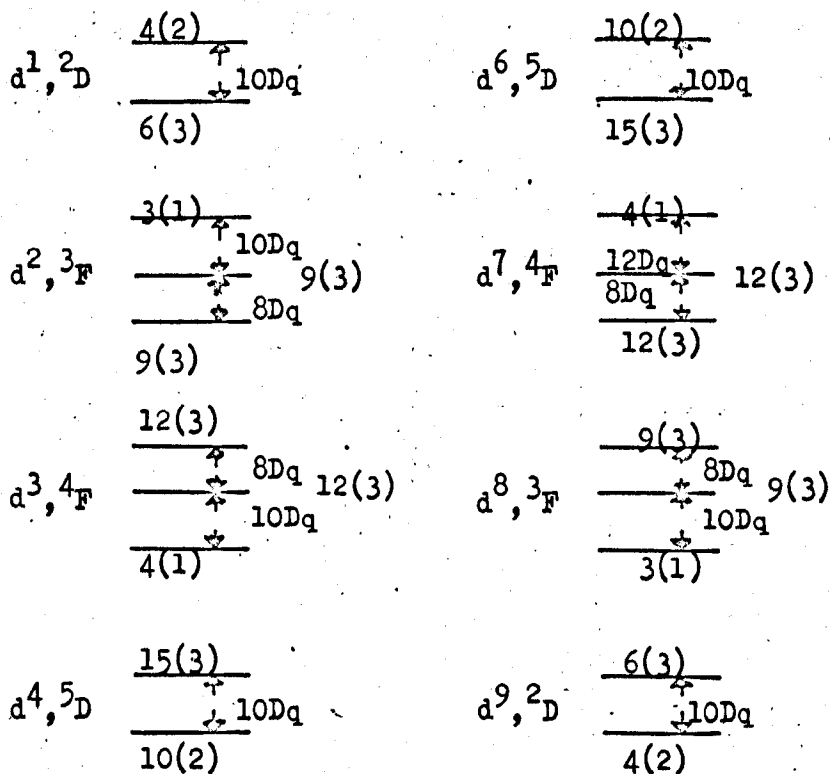 4(2)
d¹,²D 10Dq
6(3)
10(2)
d⁶,⁵D 10Dq
15(3)
3(1)
10Dq
d²,³F 9(3)
8Dq
9(3)
4(1)
12Dq
d⁷,⁴F 12(3)
8Dq
12(3)
12(3)
8Dq
d³,⁴F 12(3)
10Dq
4(1)
9(3)
8Dq
d⁸,³F 9(3)
10Dq
3(1)
15(3)
d⁴,⁵D 10Dq
10(2)
6(3)
d⁹,²D 10Dq
4(2)